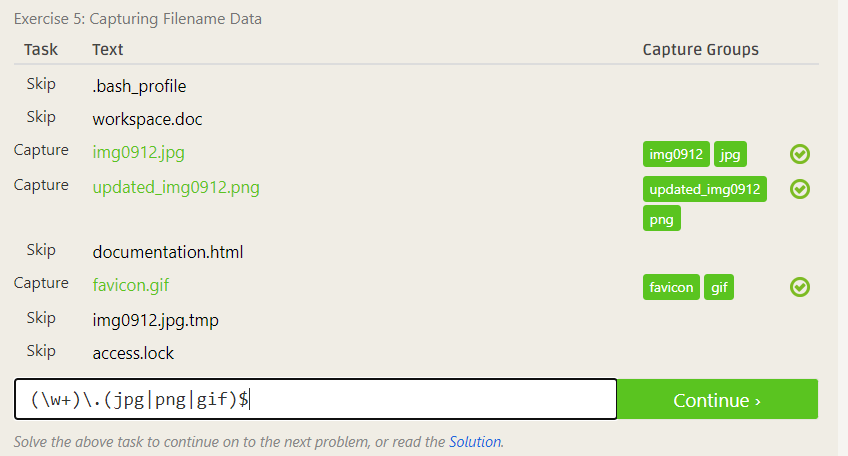 Exercise 5: Capturing Filename Data
Task Text Capture Groups
Skip .bash_profile
Skip workspace.doc
Capture img0912.jpg img0912 jpg
Capture updated_img0912.png updated_img0912
png
Skip documentation.html
Capture favicon.gif favicon gif
Skip img0912.jpg.tmp
Skip access.lock
(\w+)\.(jpg|png|gif)$ Continue ›
Solve the above task to continue on to the next problem, or read the Solution.